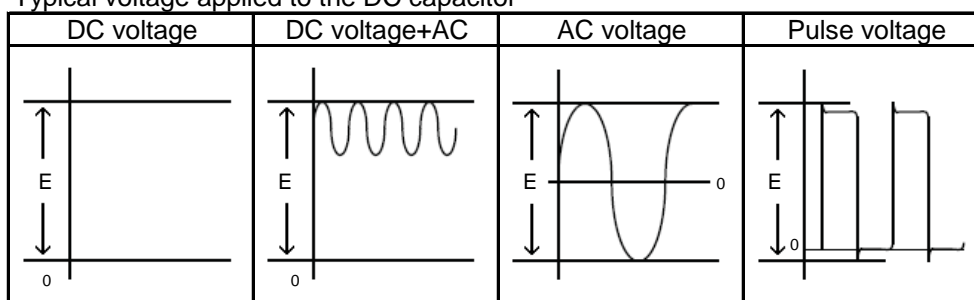 Typical voltage applied to the DC capacitor
DC voltage DC voltage+AC AC voltage Pulse voltage
E E E 0 E 0
0 0